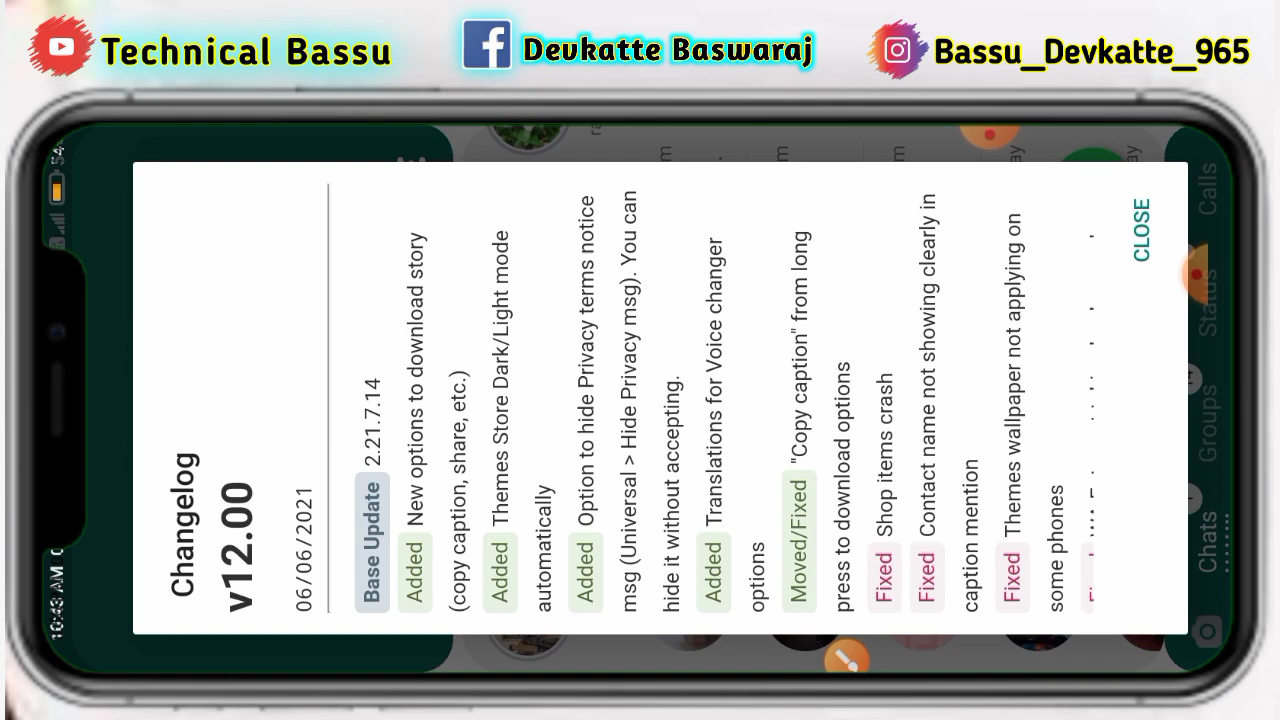 Technical Bassu
Devkatte Baswaraj
Bassu_Devkatte_965
10:43 AM
Changelog
v12.00
06/06/2021
Base Update 2.21.7.14
Added New options to download story
(copy caption, share, etc.)
Added Themes Store Dark/Light mode
automatically
Added Option to hide Privacy terms notice
msg (Universal > Hide Privacy msg). You can
hide it without accepting.
Added Translations for Voice changer
options
Moved/Fixed "Copy caption" from long
press to download options
Fixed Shop items crash
Fixed Contact name not showing clearly in
caption mention
Fixed Themes wallpaper not applying on
some phones
CLOSE
Chats
Groups
Status
Calls